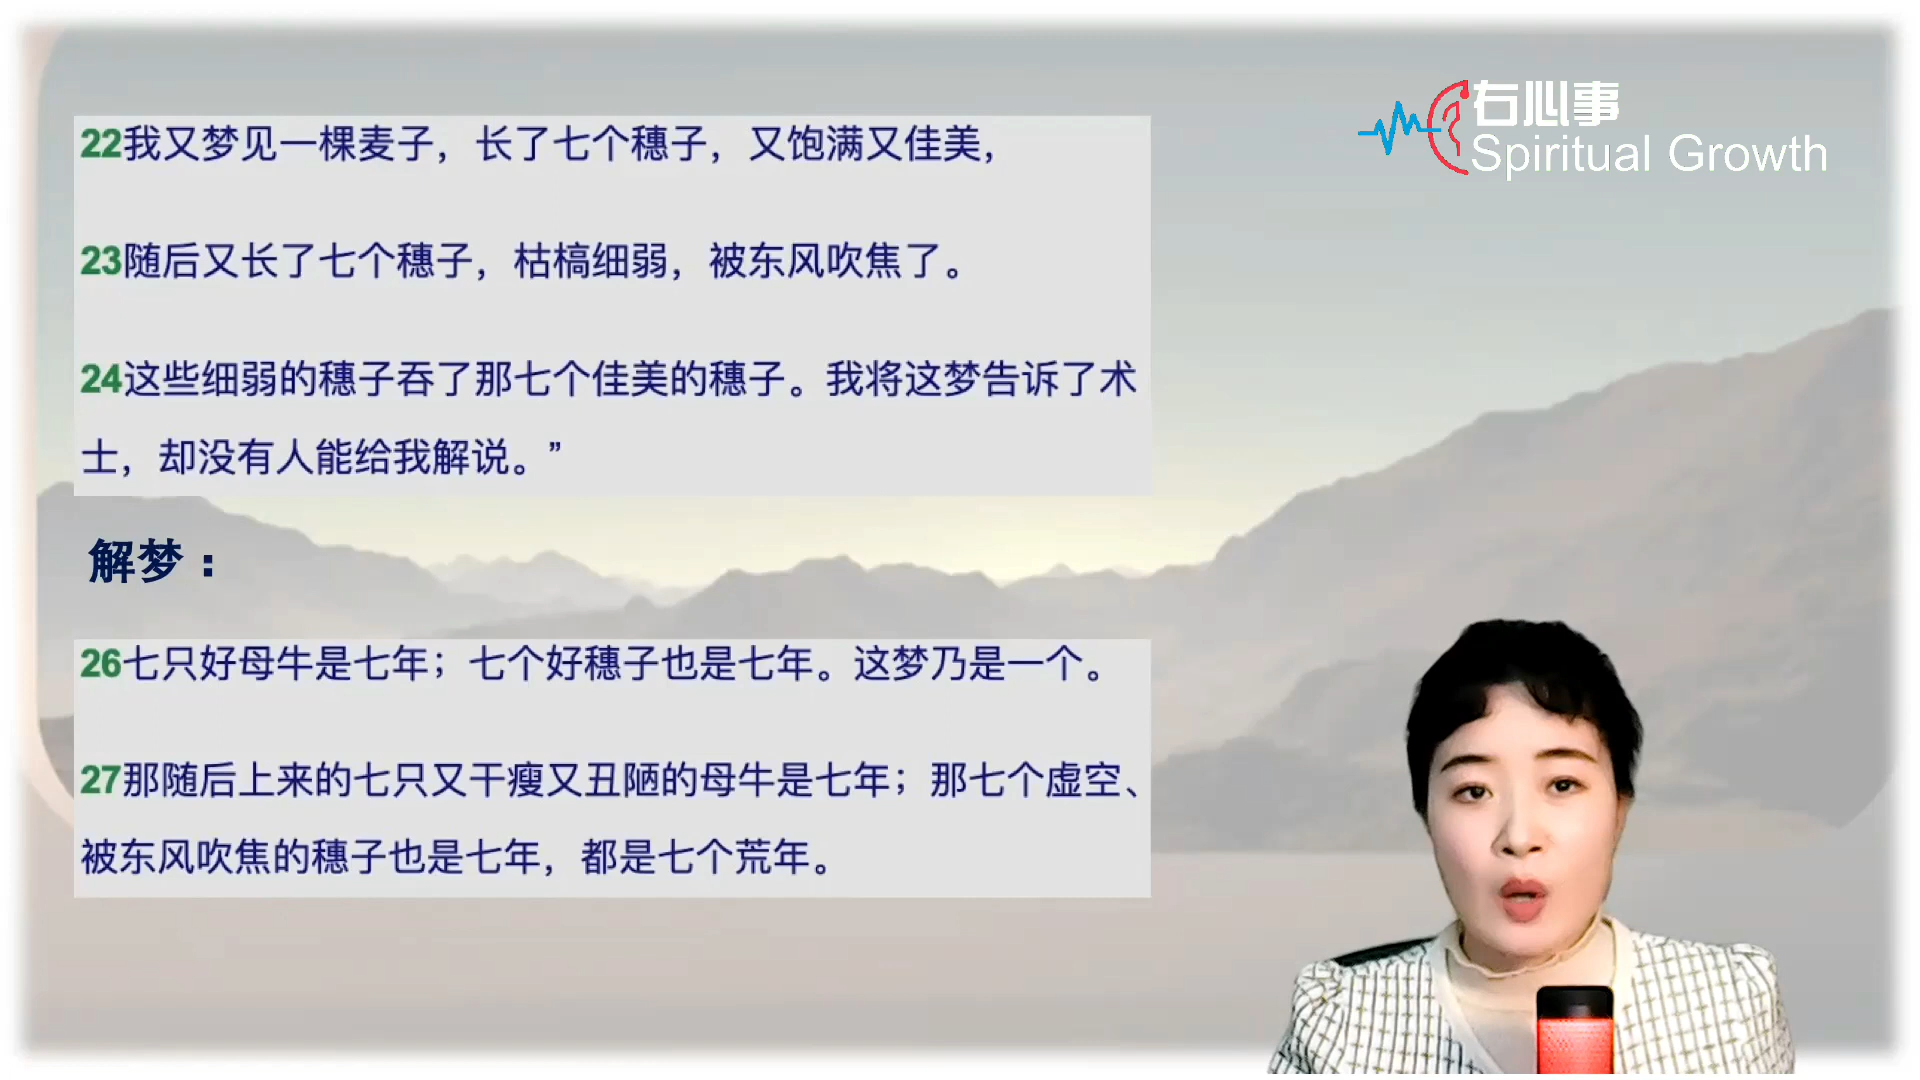 右心事
Spiritual Growth
22我又梦见一棵麦子，长了七个穗子，又饱满又佳美，
23随后又长了七个穗子，枯槁细弱，被东风吹焦了。
24这些细弱的穗子吞了那七个佳美的穗子。我将这梦告诉了术
士，却没有人能给我解说。”
解梦：
26七只好母牛是七年；七个好穗子也是七年。这梦乃是一个。
27那随后上来的七只又干瘦又丑陋的母牛是七年；那七个虚空、
被东风吹焦的穗子也是七年，都是七个荒年。